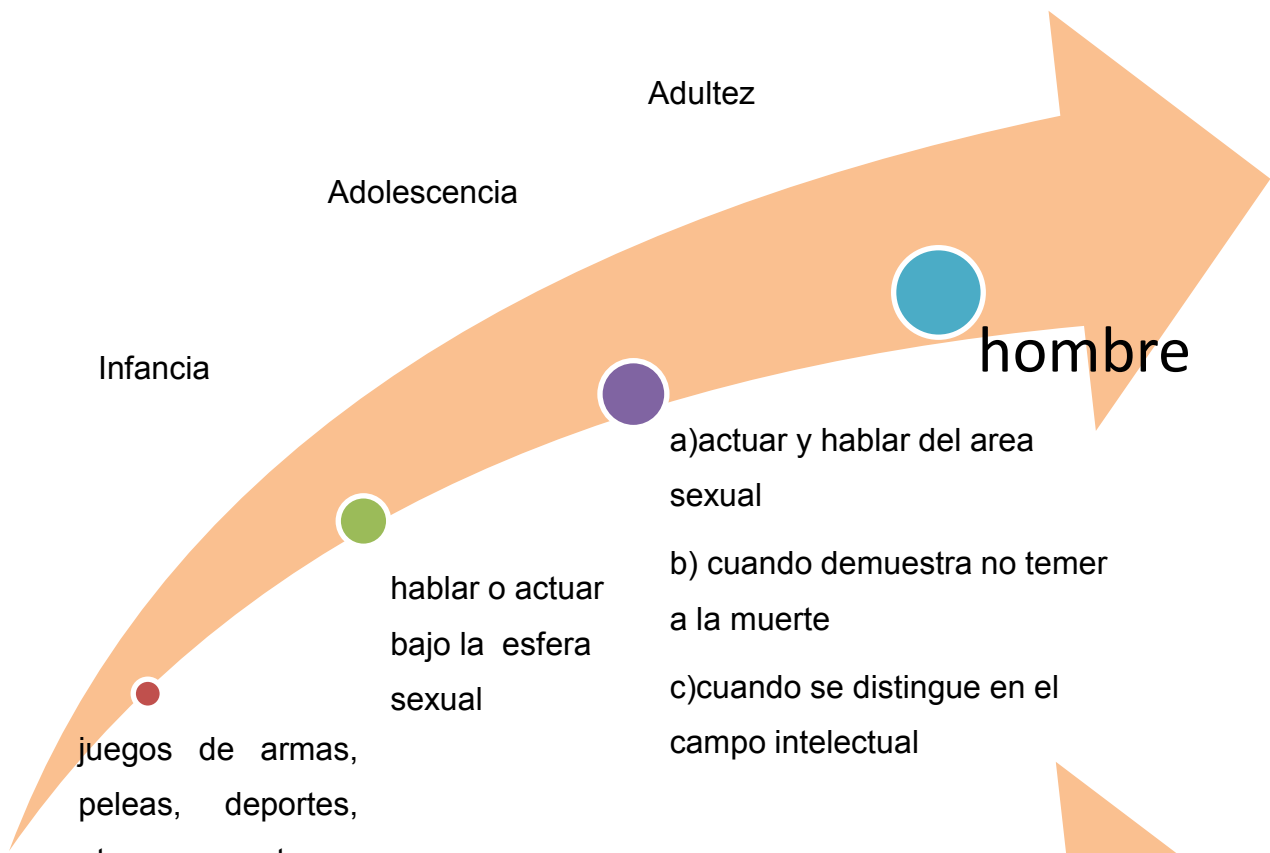 Adultez
Adolescencia
Infancia
hombre
a)actuar y hablar del area
sexual
b) cuando demuestra no temer
a la muerte
c)cuando se distingue en el
campo intelectual
hablar o actuar
bajo la esfera
sexual
juegos de armas,
peleas, deportes,